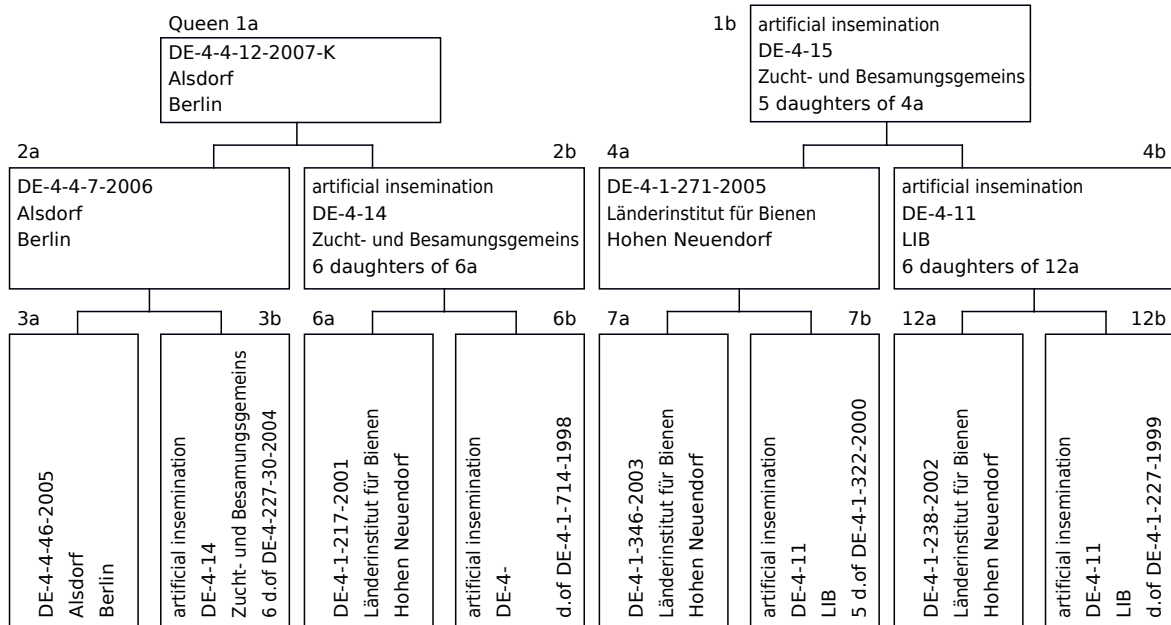 Queen 1a
DE-4-4-12-2007-K
Alsdorf
Berlin
1b
artificial insemination
DE-4-15
Zucht- und Besamungsgemeins
5 daughters of 4a
2a
DE-4-4-7-2006
Alsdorf
Berlin
2b
artificial insemination
DE-4-14
Zucht- und Besamungsgemeins
6 daughters of 6a
4a
DE-4-1-271-2005
Länderinstitut für Bienen
Hohen Neuendorf
4b
artificial insemination
DE-4-11
LIB
6 daughters of 12a
3a
DE-4-4-46-2005
Alsdorf
Berlin
3b
artificial insemination
DE-4-14
Zucht- und Besamungsgemeins
6 d.of DE-4-227-30-2004
6a
DE-4-1-217-2001
Länderinstitut für Bienen
Hohen Neuendorf
6b
artificial insemination
DE-4-
d.of DE-4-1-714-1998
7a
DE-4-1-346-2003
Länderinstitut für Bienen
Hohen Neuendorf
7b
artificial insemination
DE-4-11
LIB
5 d.of DE-4-1-322-2000
12a
DE-4-1-238-2002
Länderinstitut für Bienen
Hohen Neuendorf
12b
artificial insemination
DE-4-11
LIB
d.of DE-4-1-227-1999